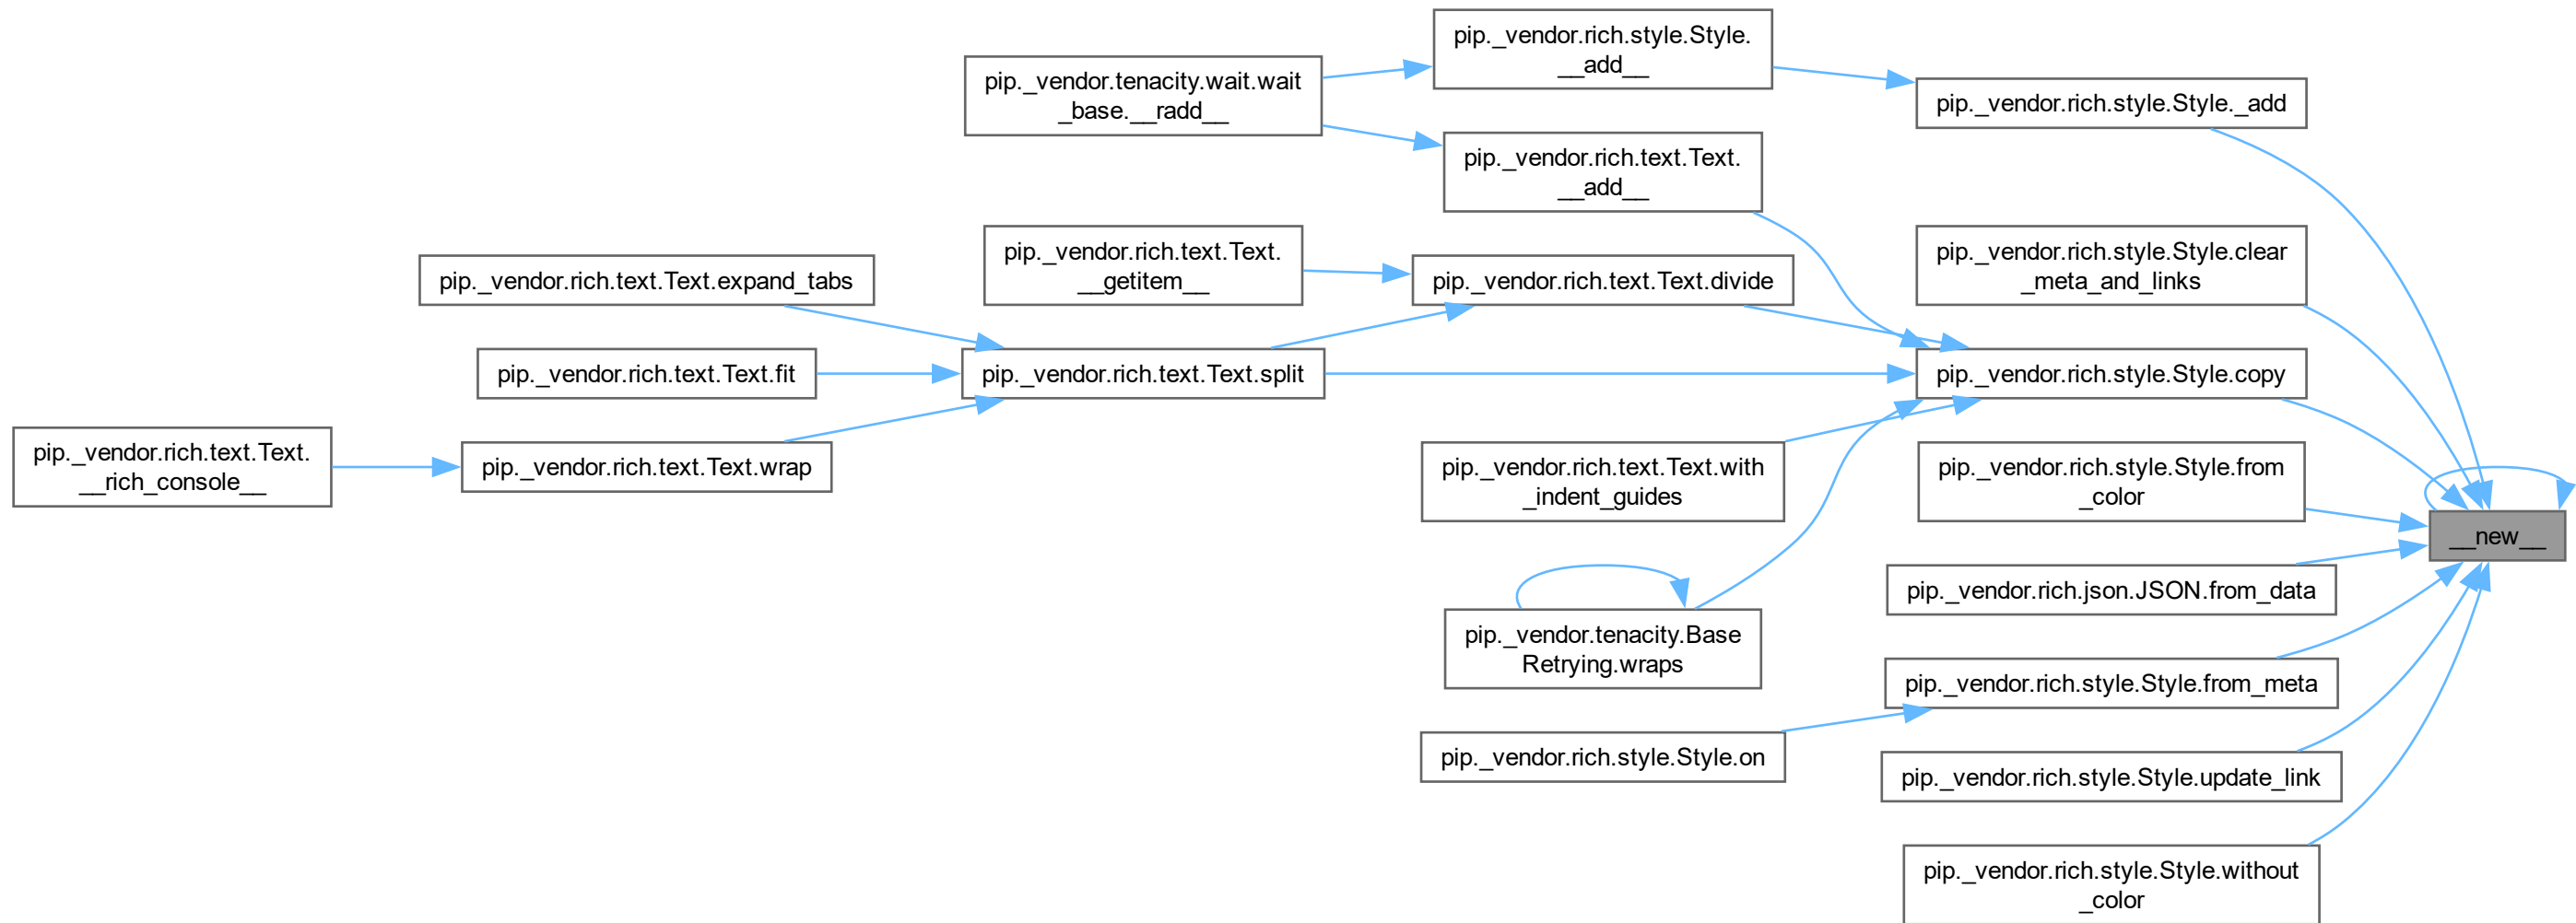 pip._vendor.rich.style.Style.
__add__
pip._vendor.tenacity.wait.wait
_base.__radd__
pip._vendor.rich.style.Style._add
pip._vendor.rich.text.Text.
__add__
pip._vendor.rich.text.Text.
__getitem__
pip._vendor.rich.style.Style.clear
_meta_and_links
pip._vendor.rich.text.Text.expand_tabs
pip._vendor.rich.text.Text.divide
pip._vendor.rich.text.Text.fit
pip._vendor.rich.text.Text.split
pip._vendor.rich.style.Style.copy
pip._vendor.rich.text.Text.
__rich_console__
pip._vendor.rich.text.Text.wrap
pip._vendor.rich.text.Text.with
_indent_guides
pip._vendor.rich.style.Style.from
_color
__new__
pip._vendor.rich.json.JSON.from_data
pip._vendor.tenacity.Base
Retrying.wraps
pip._vendor.rich.style.Style.from_meta
pip._vendor.rich.style.Style.on
pip._vendor.rich.style.Style.update_link
pip._vendor.rich.style.Style.without
_color